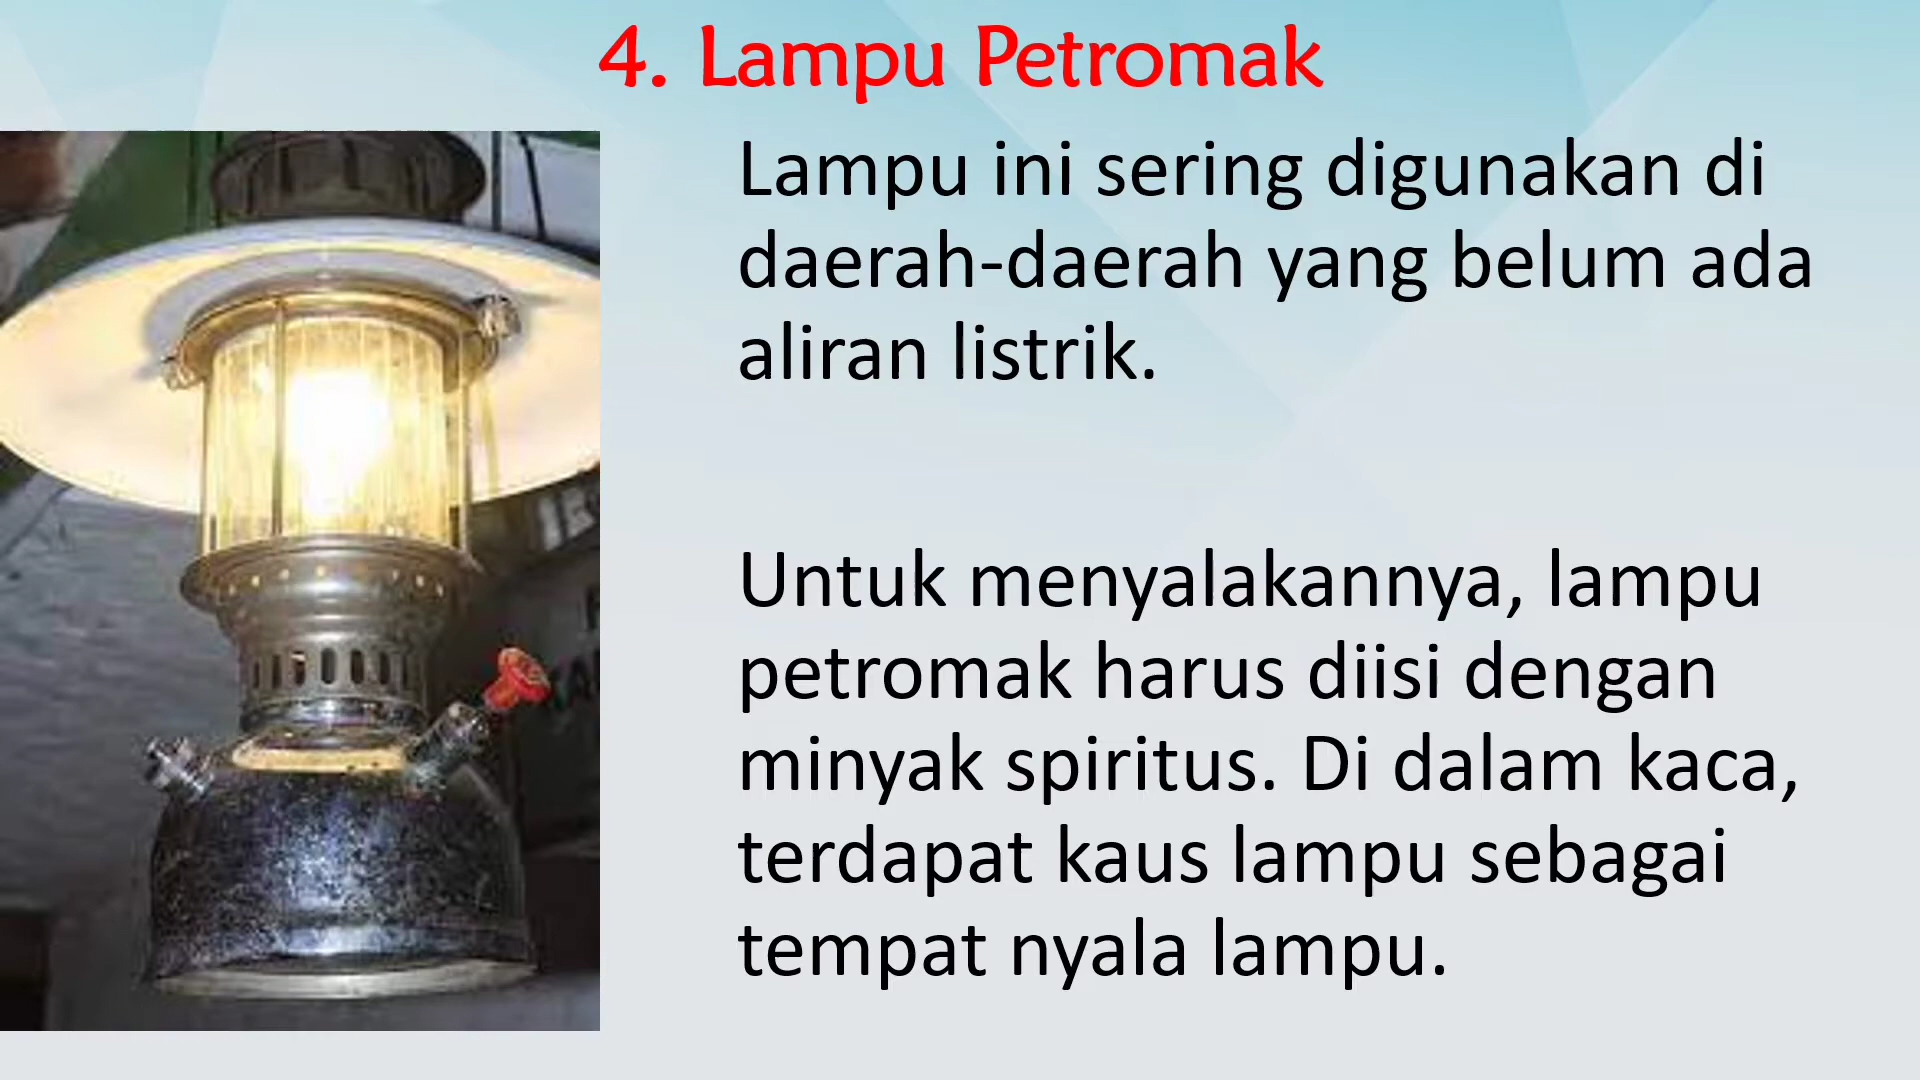 4. Lampu Petromak
Lampu ini sering digunakan di
daerah-daerah yang belum ada
aliran listrik.
Untuk menyalakannya, lampu
petromak harus diisi dengan
minyak spiritus. Di dalam kaca,
terdapat kaus lampu sebagai
tempat nyala lampu.